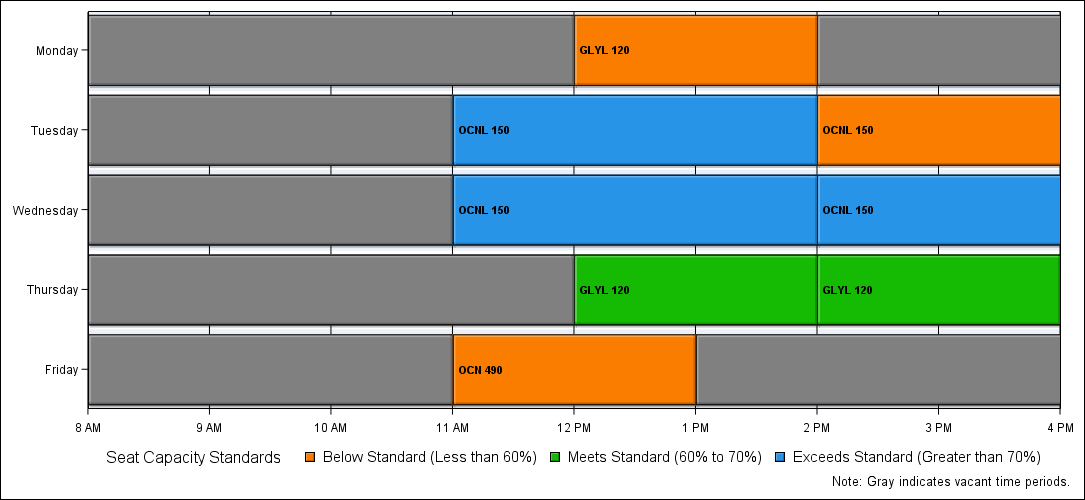 Monday
GLYL 120
Tuesday
OCNL 150
OCNL 150
Wednesday
OCNL 150
OCNL 150
Thursday
GLYL 120
GLYL 120
Friday
OCN 490
8 AM 9 AM 10 AM 11 AM 12 PM 1 PM 2 PM 3 PM 4 PM
Seat Capacity Standards Below Standard (Less than 60%) Meets Standard (60% to 70%) Exceeds Standard (Greater than 70%)
Note: Gray indicates vacant time periods.